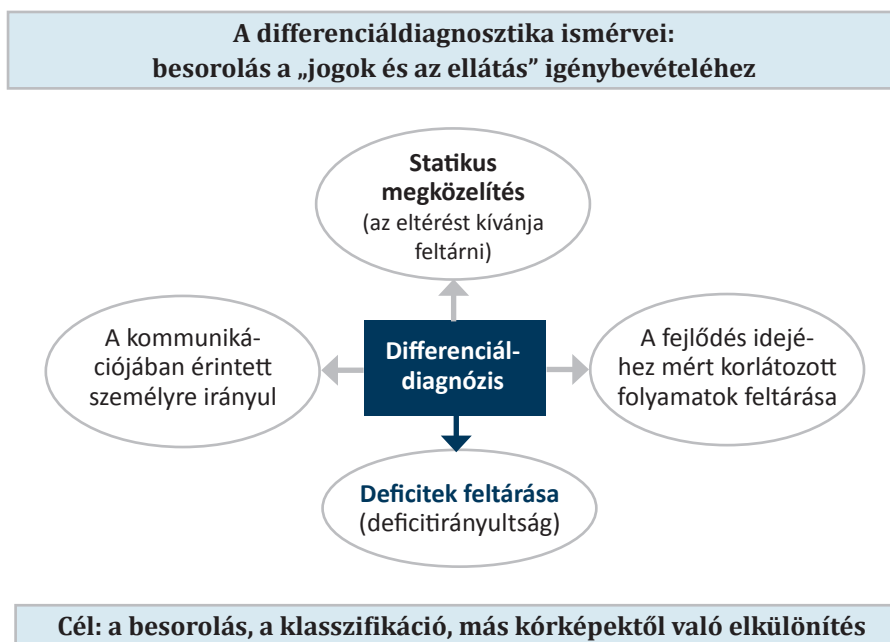 A differenciáldiagnosztika ismérvei:
besorolás a „jogok és az ellátás” igénybevételéhez
Statikus
megközelítés
(az eltérést kívánja
feltárni)
A kommuniká-
ciójában érintett
személyre irányul
Differenciál-
diagnózis
A fejlődés idejé-
hez mért korlátozott
folyamatok feltárása
Deficitek feltárása
(deficitirányultság)
Cél: a besorolás, a klasszifikáció, más kórképektől való elkülönítés